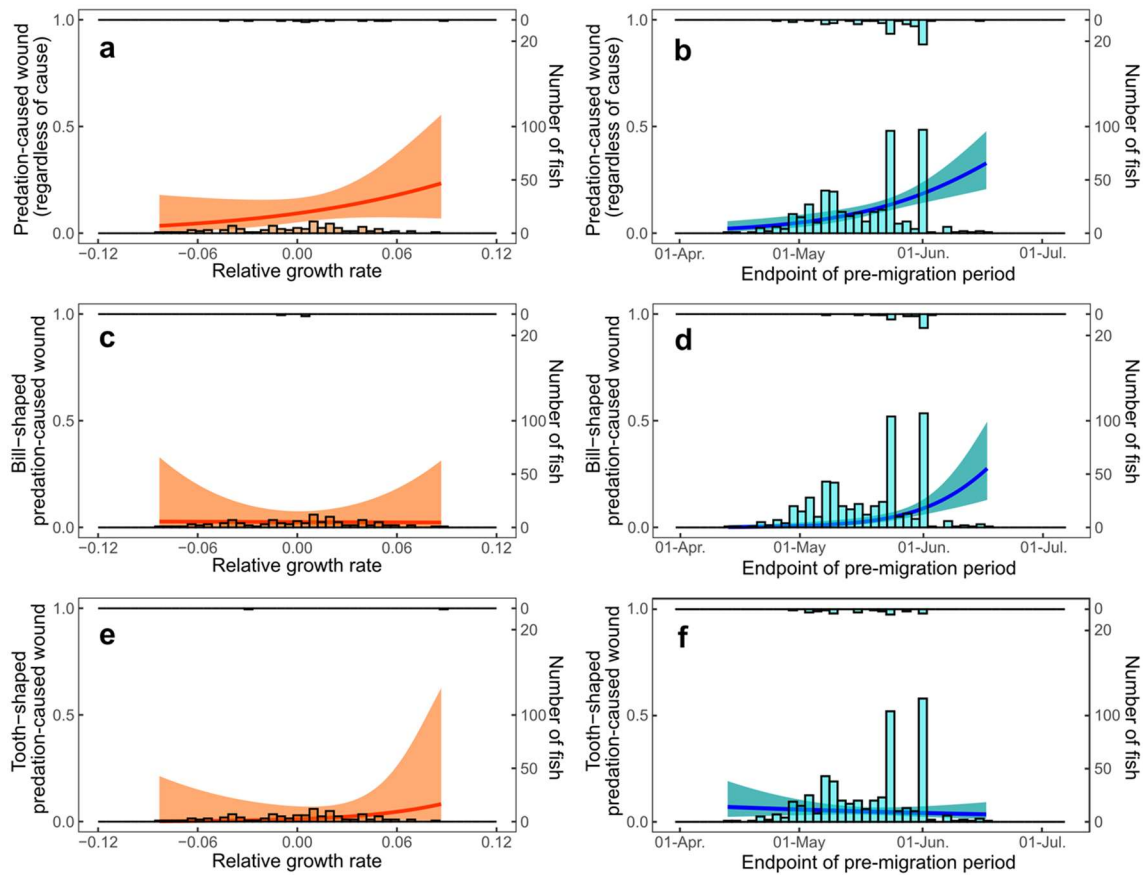 a
Predation-caused wound
(regardless of cause)
1.0
0.5
0.0
0
20
100
50
0
Number of fish
−0.12
−0.06
0.00
0.06
0.12
Relative growth rate
b
Predation-caused wound
(regardless of cause)
1.0
0.5
0.0
0
20
100
50
0
Number of fish
01-Apr.
01-May
01-Jun.
01-Jul.
Endpoint of pre-migration period
c
Bill−shaped
predation-caused wound
1.0
0.5
0.0
0
20
100
50
0
Number of fish
−0.12
−0.06
0.00
0.06
0.12
Relative growth rate
d
Bill−shaped
predation-caused wound
1.0
0.5
0.0
0
20
100
50
0
Number of fish
01-Apr.
01-May
01-Jun.
01-Jul.
Endpoint of pre-migration period
e
Tooth−shaped
predation-caused wound
1.0
0.5
0.0
0
20
100
50
0
Number of fish
−0.12
−0.06
0.00
0.06
0.12
Relative growth rate
f
Tooth−shaped
predation-caused wound
1.0
0.5
0.0
0
20
100
50
0
Number of fish
01-Apr.
01-May
01-Jun.
01-Jul.
Endpoint of pre-migration period